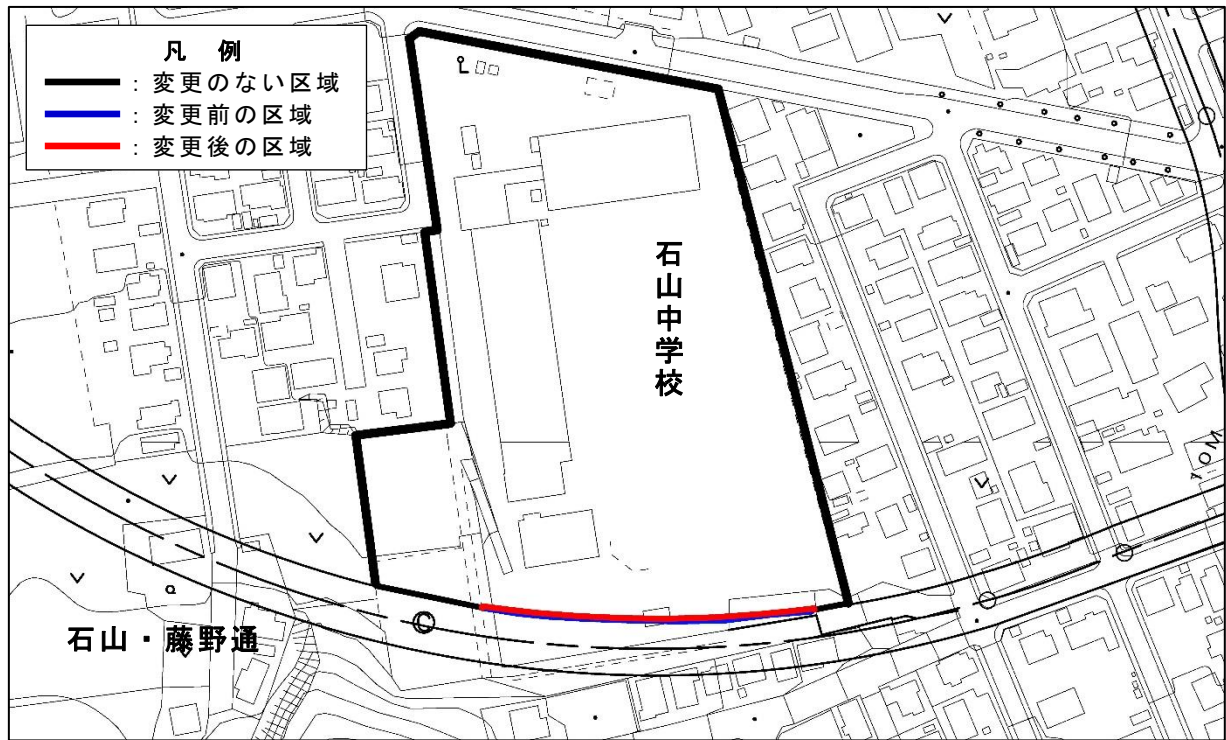 凡 例
: 変更のない区域
: 変更前の区域
: 変更後の区域
石山中学校
石山・藤野通